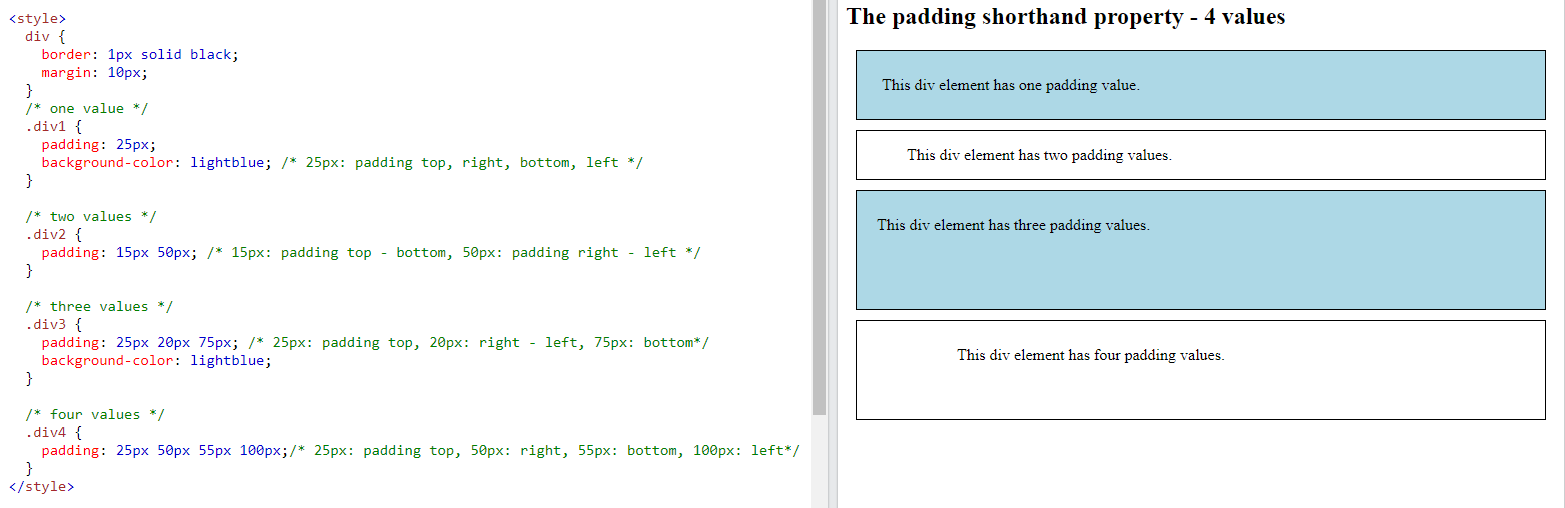 <style>
div {
border: 1px solid black;
margin: 10px;
}
/* one value */
.div1 {
padding: 25px;
background-color: lightblue; /* 25px: padding top, right, bottom, left */
}
/* two values */
.div2 {
padding: 15px 50px; /* 15px: padding top - bottom, 50px: padding right - left */
}
/* three values */
.div3 {
padding: 25px 20px 75px; /* 25px: padding top, 20px: right - left, 75px: bottom*/
background-color: lightblue;
}
/* four values */
.div4 {
padding: 25px 50px 55px 100px;/* 25px: padding top, 50px: right, 55px: bottom, 100px: left*/
}
</style>
The padding shorthand property - 4 values
This div element has one padding value.
This div element has two padding values.
This div element has three padding values.
This div element has four padding values.